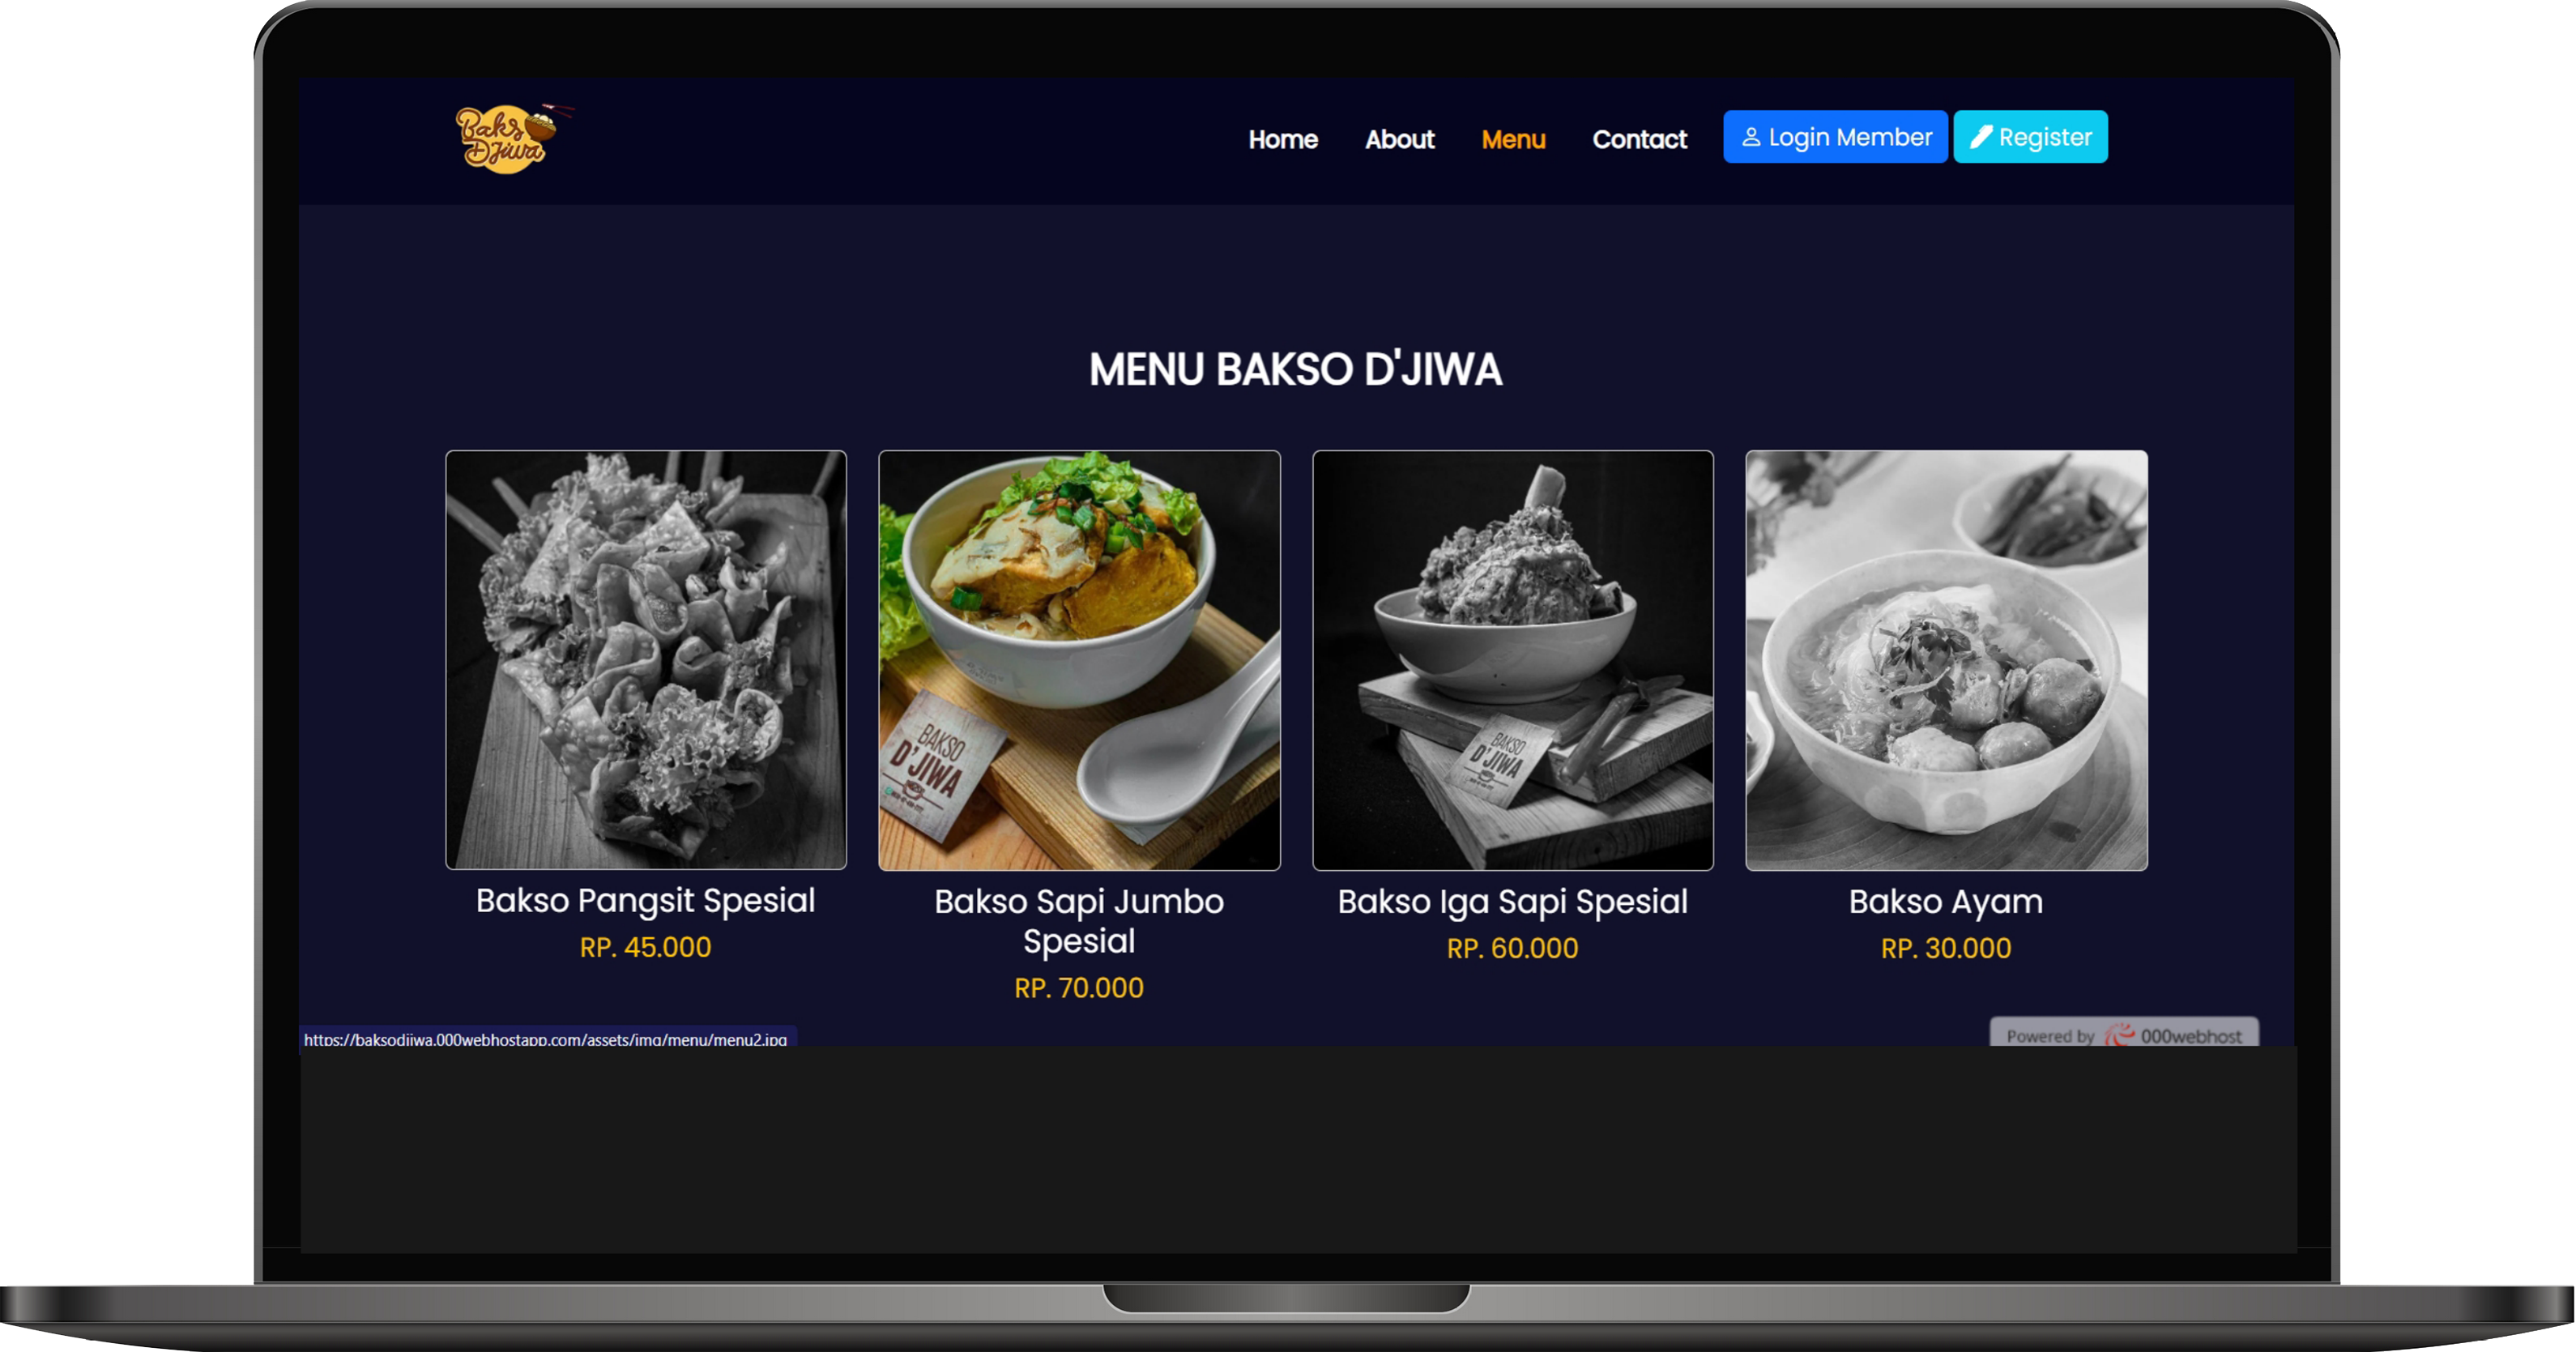 Bakso
D'Jiwa
Home About Menu Contact Login Member Register
MENU BAKSO D'JIWA
BAKSO
D'JIWA
BAKSO
D'JIWA
Bakso Pangsit Spesial
RP. 45.000
Bakso Sapi Jumbo
Spesial
RP. 70.000
Bakso Iga Sapi Spesial
RP. 60.000
Bakso Ayam
RP. 30.000
https://baksodjiwa.000webhostapp.com/assets/img/menu/menu2.jpg
Powered by 000webhost